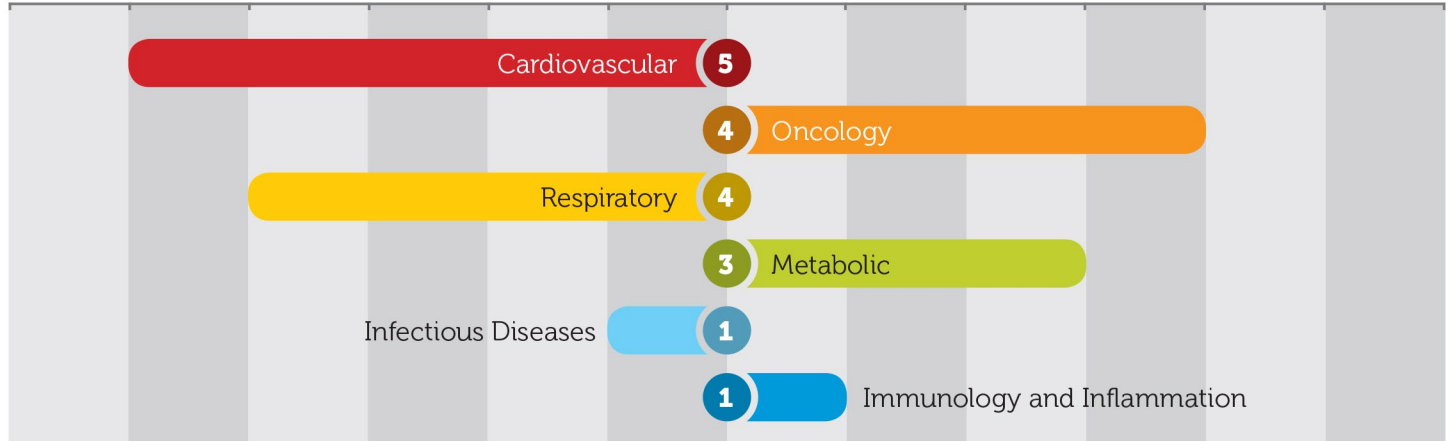 Cardiovascular 5
4 Oncology
Respiratory 4
3 Metabolic
Infectious Diseases 1
1 Immunology and Inflammation